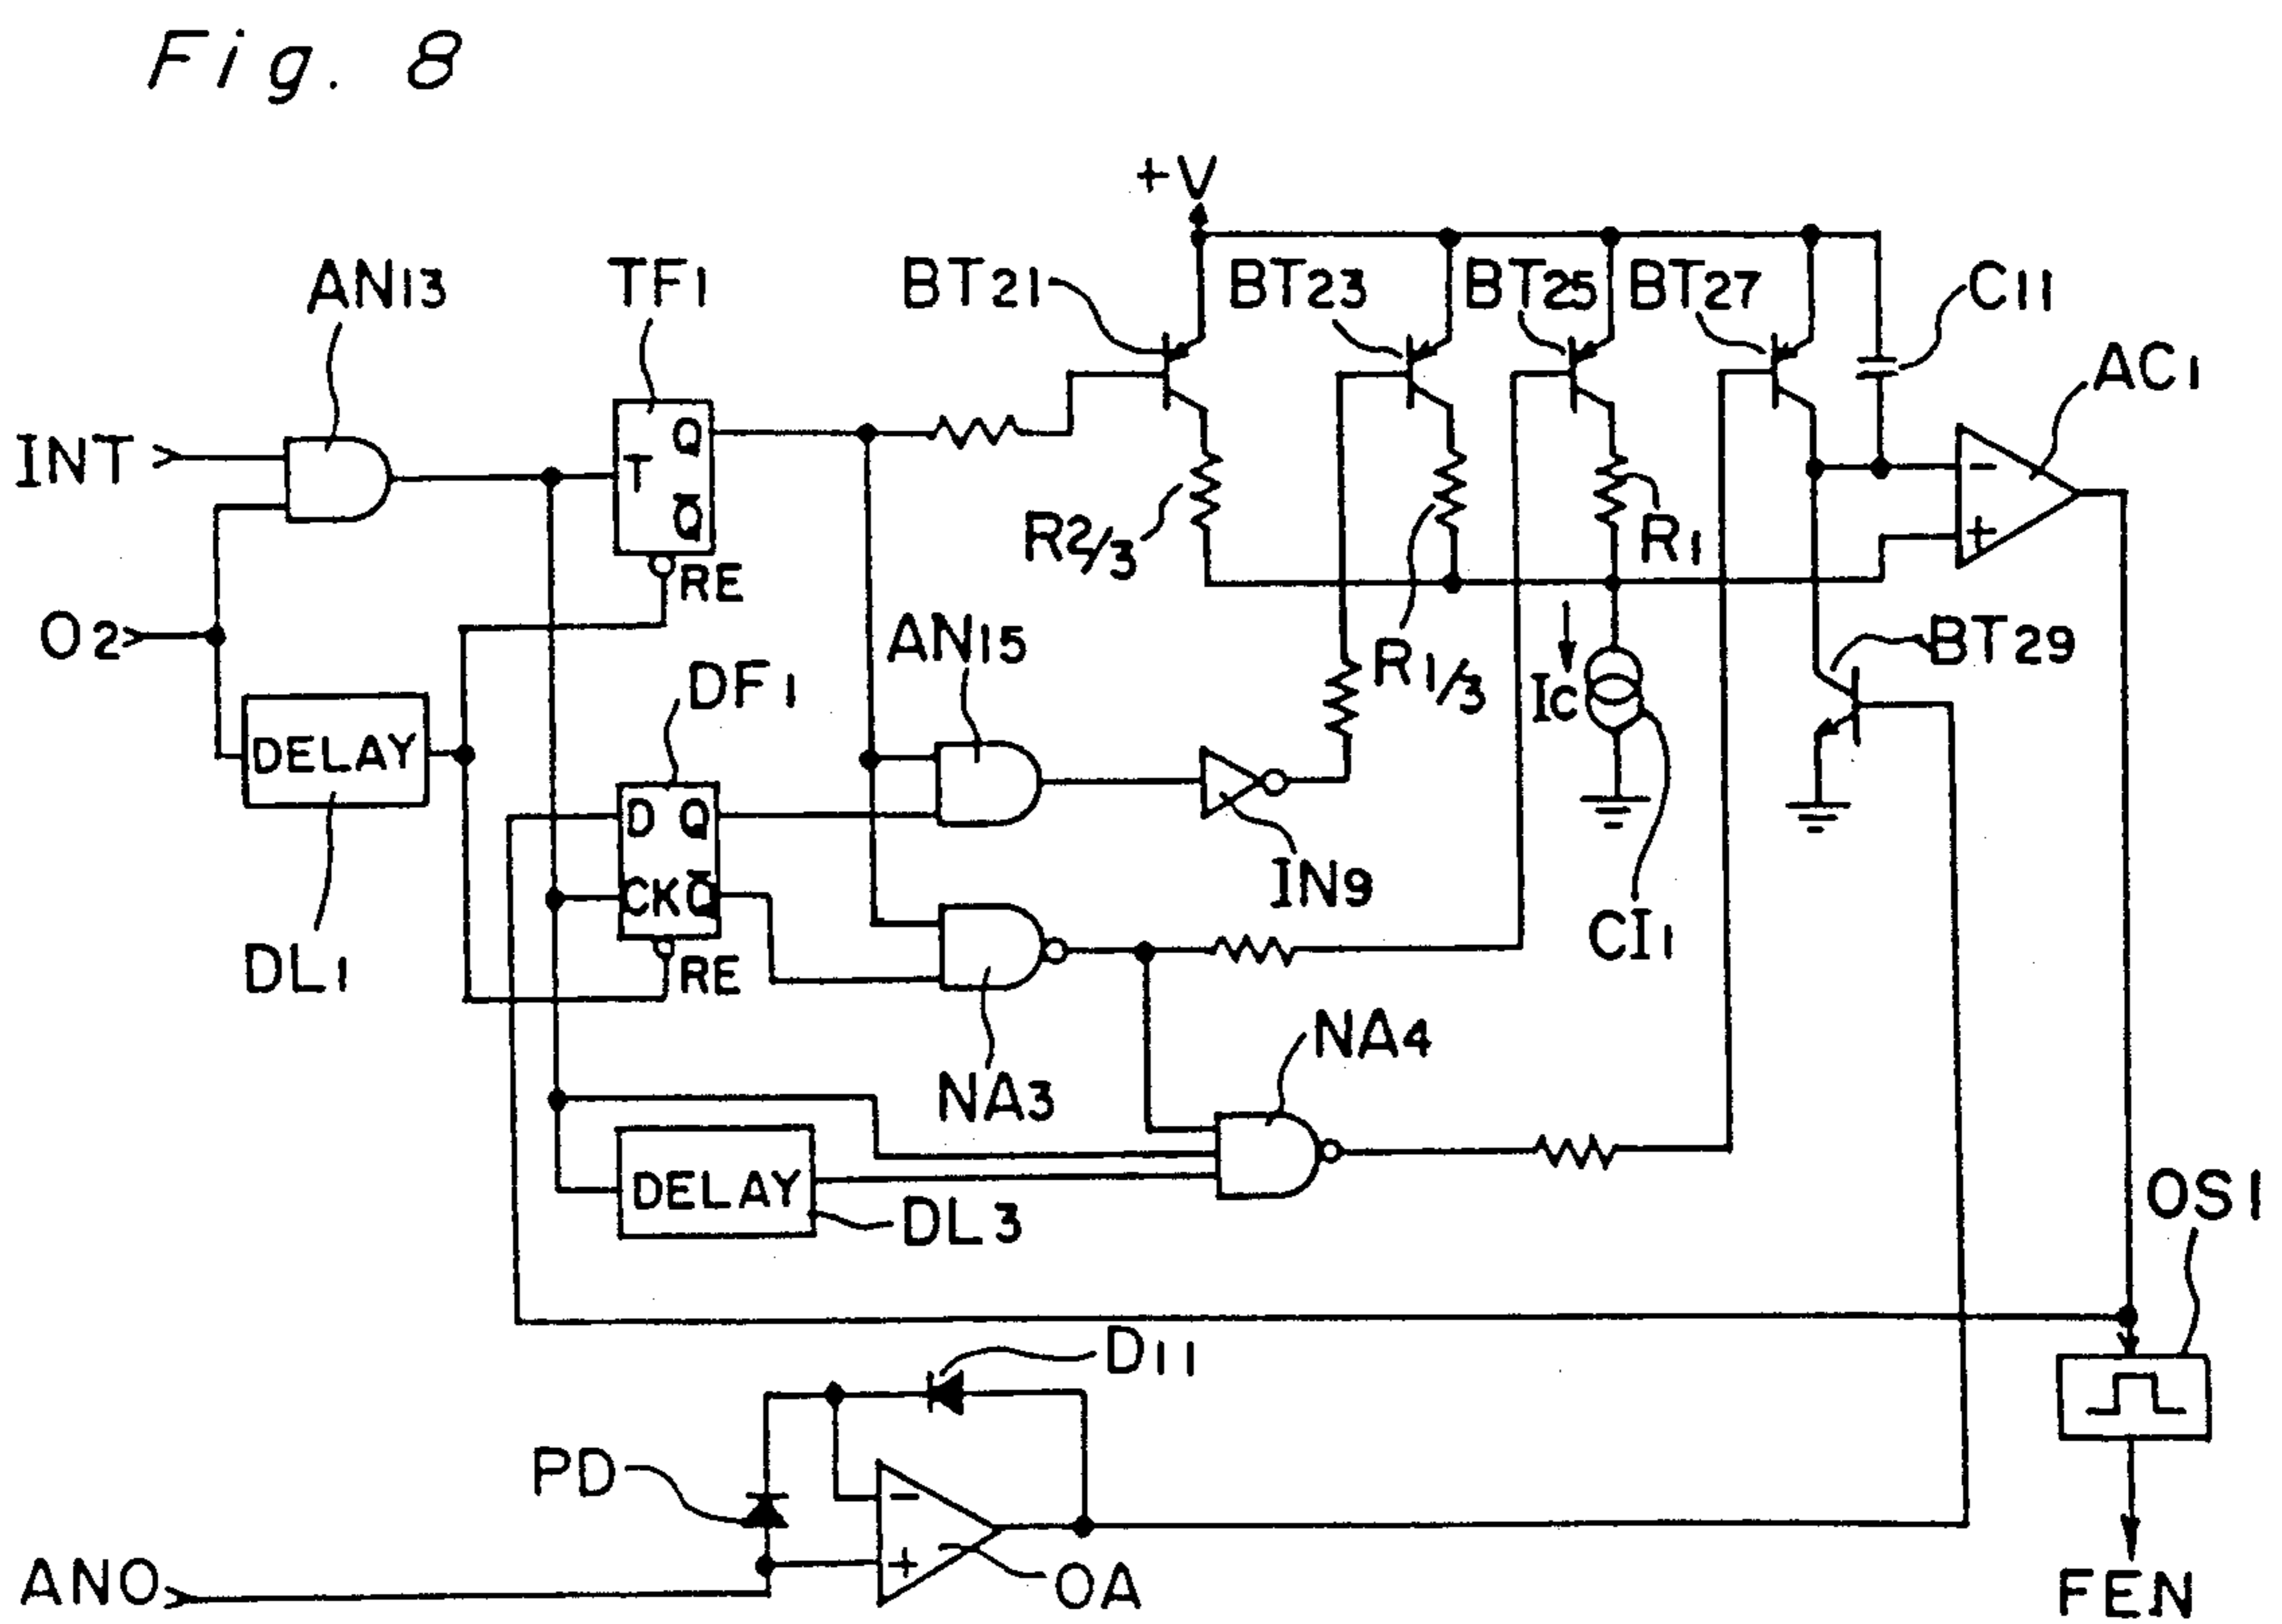 Fig. 8
+V
AN13
TF1
BT21
BT23
BT25
BT27
C11
AC1
INT
T
Q
Q̅
RE
R2/3
R1
-
+
O2
DELAY
DL1
AN15
DF1
R1/3
IC
BT29
D
Q
CK
Q̅
RE
IN9
CI1
NA3
NA4
DELAY
DL3
OS1
D11
PD
-
+
OA
ANO
FEN